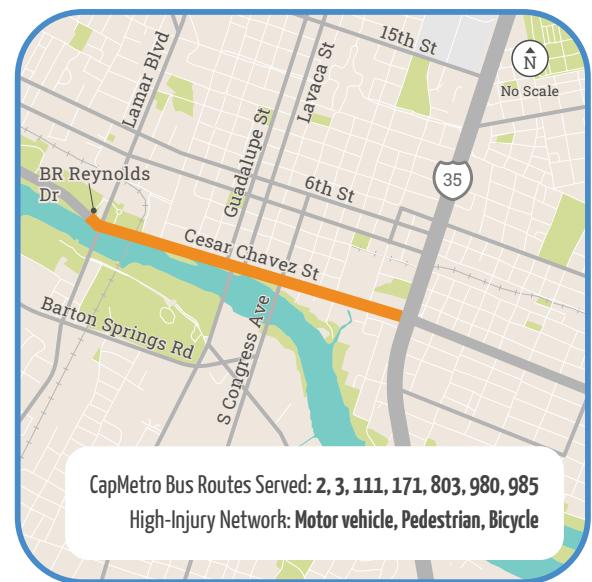 15th St
N
No Scale
Lamar Blvd
Lavaca St
Guadalupe St
35
BR Reynolds
Dr
6th St
Cesar Chavez St
Barton Springs Rd
S Congress Ave
CapMetro Bus Routes Served: 2, 3, 111, 171, 803, 980, 985
High-Injury Network: Motor vehicle, Pedestrian, Bicycle